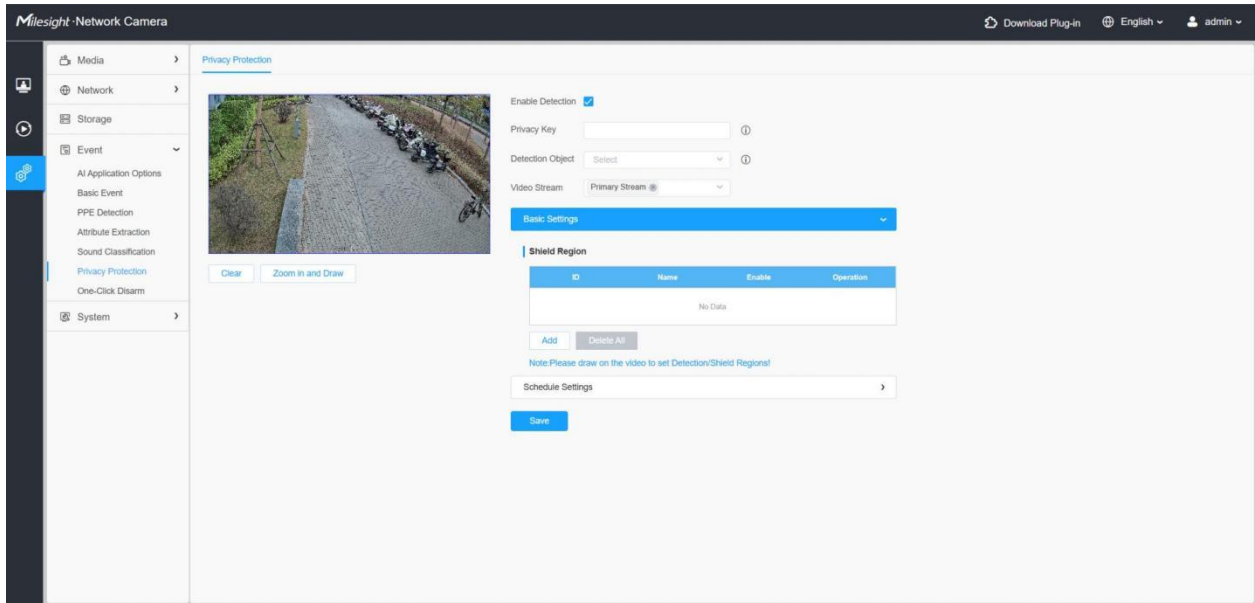 Milesight·Network Camera
Download Plug-in
English
admin
Media
Network
Storage
Event
AI Application Options
Basic Event
PPE Detection
Attribute Extraction
Sound Classification
Privacy Protection
One-Click Disarm
System
Privacy Protection
Clear
Zoom in and Draw
Enable Detection
Privacy Key
Detection Object Select
Video Stream Primary Stream
Basic Settings
Shield Region
ID Name Enable Operation
No Data
Add Delete All
Note:Please draw on the video to set Detection/Shield Regions!
Schedule Settings
Save